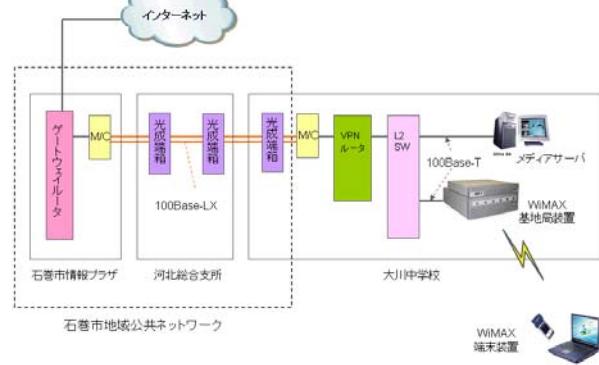 インターネット
ゲートウェイルータ
M/C
光成端箱
光成端箱
光成端箱
M/C
VPN
ルータ
L2
SW
100Base-T
メディアサーバ
100Base-LX
WiMAX
基地局装置
石巻市情報プラザ
河北総合支所
大川中学校
石巻市地域公共ネットワーク
WiMAX
端末装置